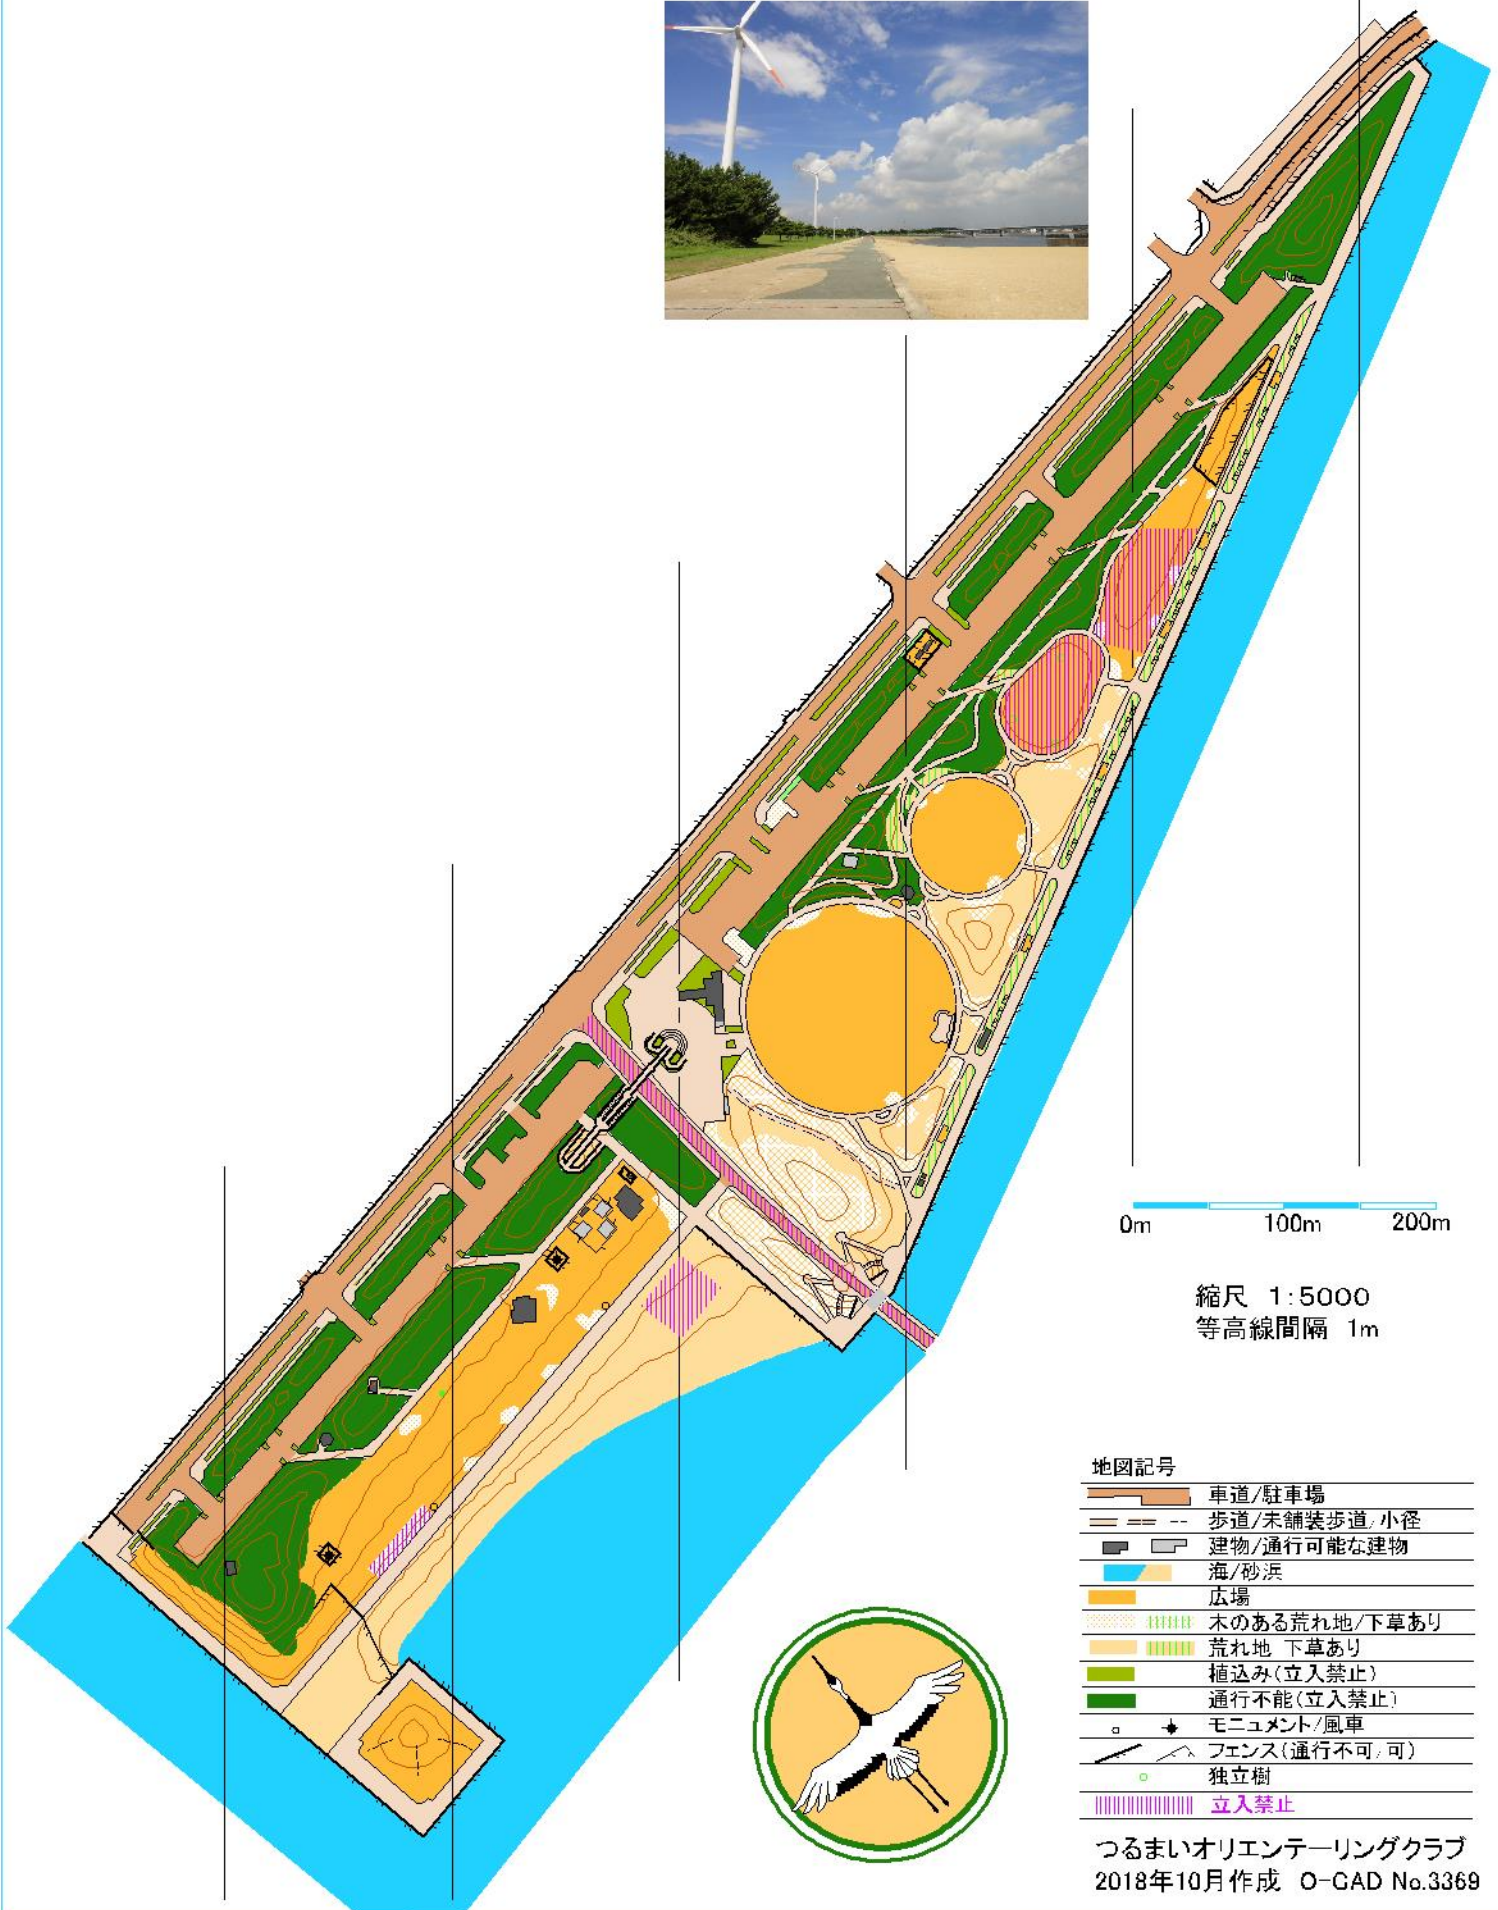 0m 100m 200m
縮尺 1:5000
等高線間隔 1m
地図記号
車道/駐車場
歩道/未舗装歩道/小径
建物/通行可能な建物
海/砂浜
広場
木のある荒れ地/下草あり
荒れ地 下草あり
植込み(立入禁止)
通行不能(立入禁止)
モニュメント/風車
フェンス(通行不可/可)
独立樹
立入禁止
つるまいオリエンテーリングクラブ
2018年10月作成 O-CAD No.3369